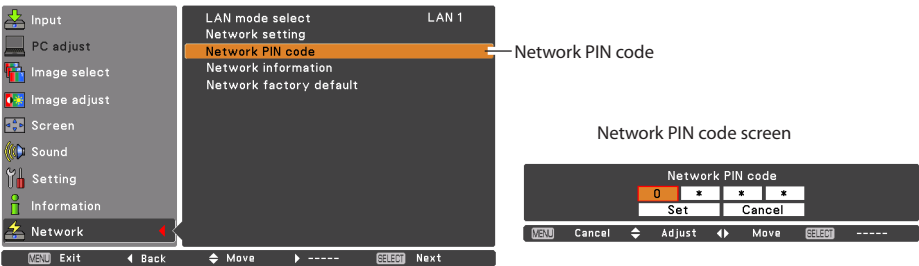 Input
PC adjust
Image select
Image adjust
Screen
Sound
Setting
Information
Network
LAN mode select LAN 1
Network setting
Network PIN code
Network information
Network factory default
MENU Exit Back Move ----- SELECT Next
Network PIN code
Network PIN code screen
Network PIN code
0 * * *
Set Cancel
MENU Cancel Adjust Move SELECT -----